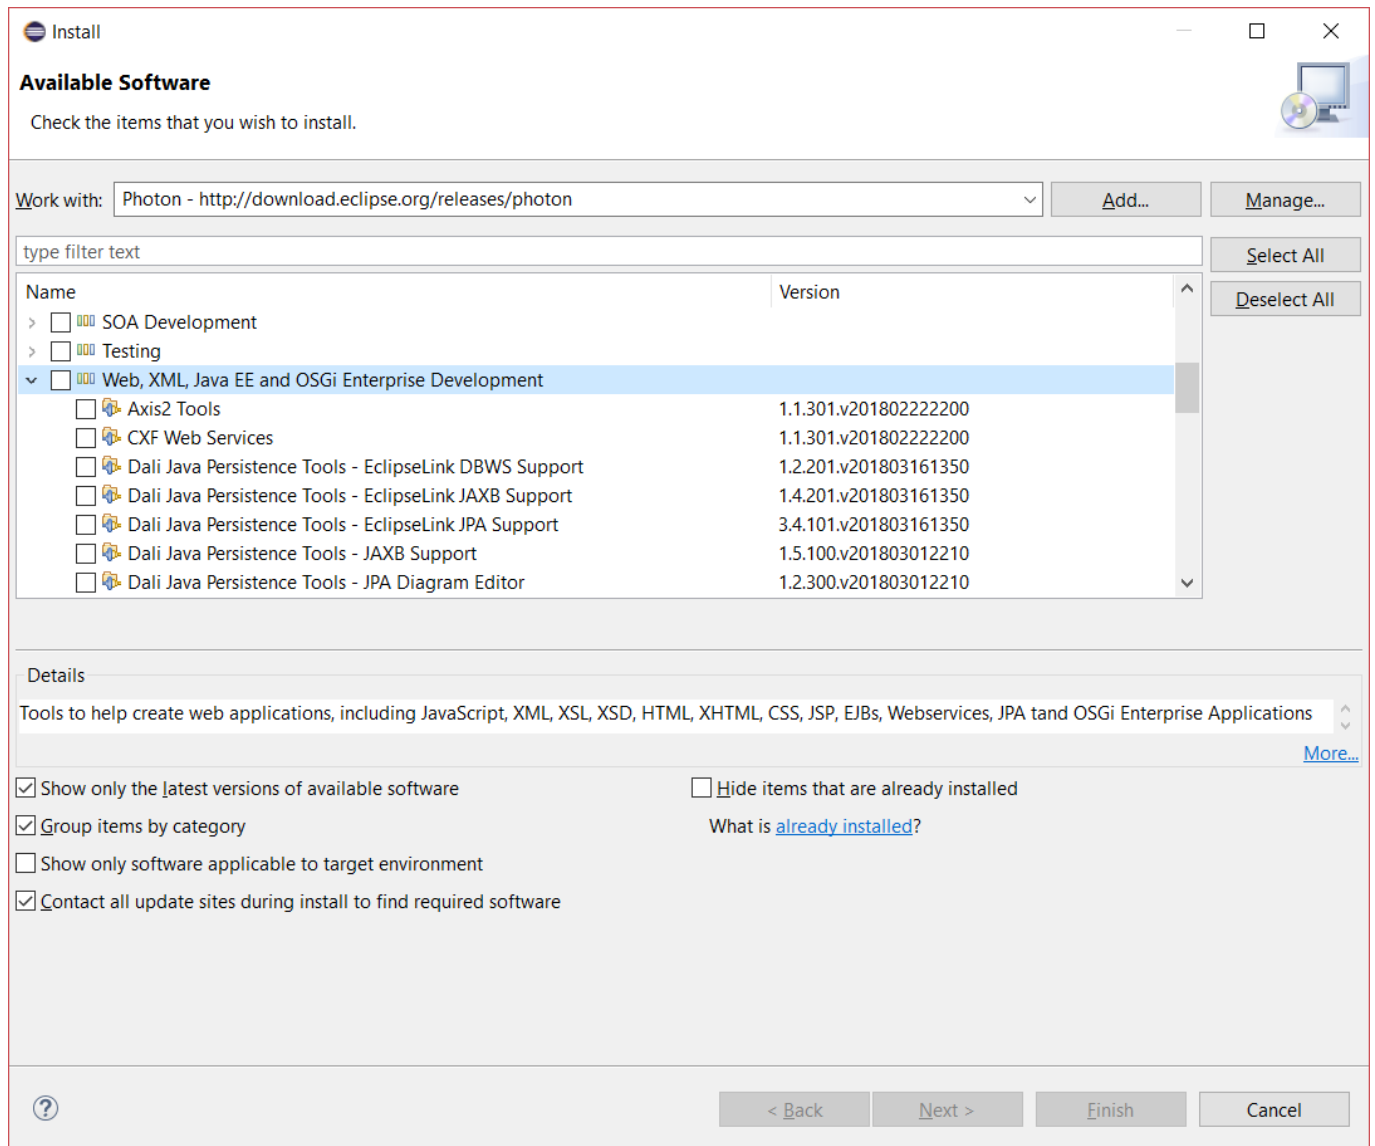 Install
Available Software
Check the items that you wish to install.
Work with: Photon - http://download.eclipse.org/releases/photon Add... Manage...
type filter text Select All
Name Version Deselect All
SOA Development
Testing
Web, XML, Java EE and OSGi Enterprise Development
Axis2 Tools 1.1.301.v201802222200
CXF Web Services 1.1.301.v201802222200
Dali Java Persistence Tools - EclipseLink DBWS Support 1.2.201.v201803161350
Dali Java Persistence Tools - EclipseLink JAXB Support 1.4.201.v201803161350
Dali Java Persistence Tools - EclipseLink JPA Support 3.4.101.v201803161350
Dali Java Persistence Tools - JAXB Support 1.5.100.v201803012210
Dali Java Persistence Tools - JPA Diagram Editor 1.2.300.v201803012210
Details
Tools to help create web applications, including JavaScript, XML, XSL, XSD, HTML, XHTML, CSS, JSP, EJBs, Webservices, JPA tand OSGi Enterprise Applications
More...
Show only the latest versions of available software Hide items that are already installed
Group items by category What is already installed?
Show only software applicable to target environment
Contact all update sites during install to find required software
? < Back Next > Finish Cancel